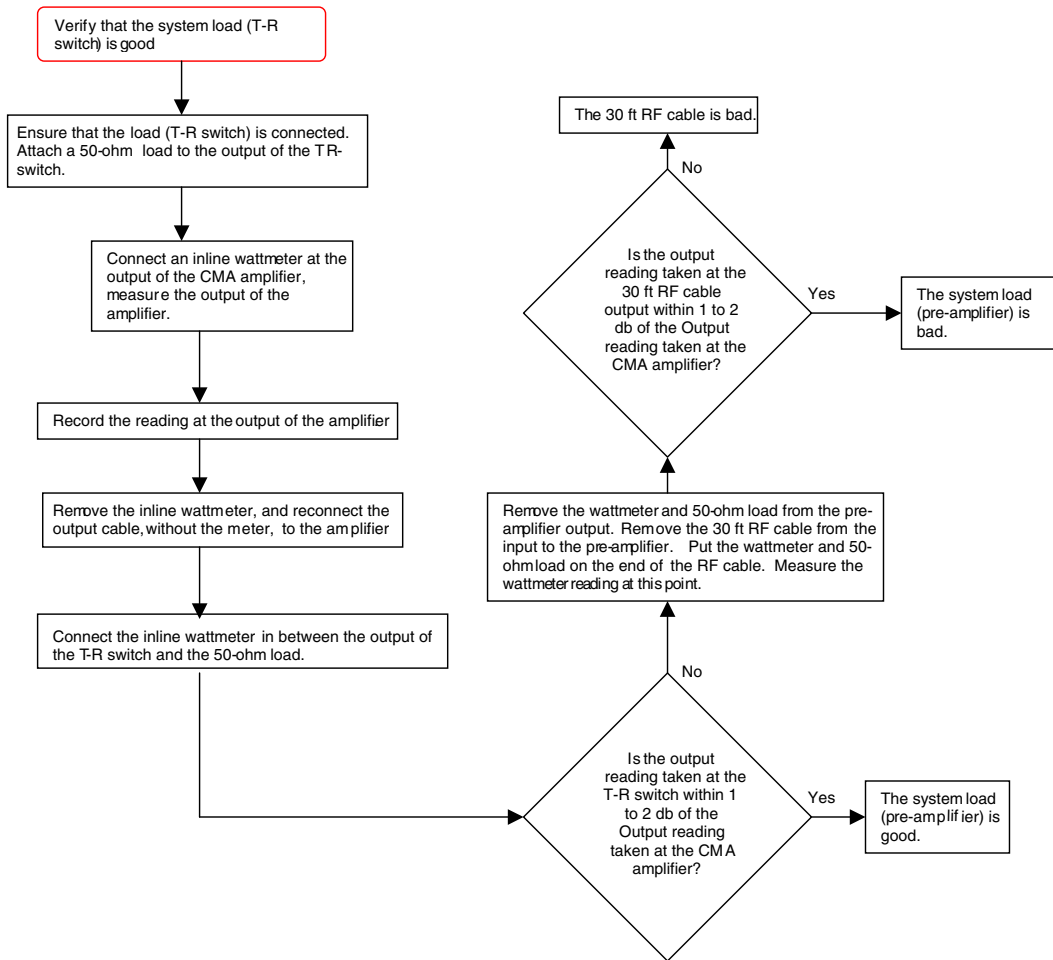 Verify that the system load (T-R
switch) is good
Ensure that the load (T-R switch) is connected.
Attach a 50-ohm load to the output of the TR-
switch.
Connect an inline wattmeter at the
output of the CMA amplifier,
measure the output of the
amplifier.
Record the reading at the output of the amplifier
Remove the inline wattmeter, and reconnect the
output cable, without the meter, to the amplifier
Connect the inline wattmeter in between the output of
the T-R switch and the 50-ohm load.
Is the output
reading taken at the
T-R switch within 1
to 2 db of the
Output reading
taken at the CMA
amplifier?
Yes
The system load
(pre-amplifier) is
good.
No
Remove the wattmeter and 50-ohm load from the pre-
amplifier output. Remove the 30 ft RF cable from the
input to the pre-amplifier. Put the wattmeter and 50-
ohm load on the end of the RF cable. Measure the
wattmeter reading at this point.
Is the output
reading taken at the
30 ft RF cable
output within 1 to 2
db of the Output
reading taken at the
CMA amplifier?
Yes
The system load
(pre-amplifier) is
bad.
No
The 30 ft RF cable is bad.